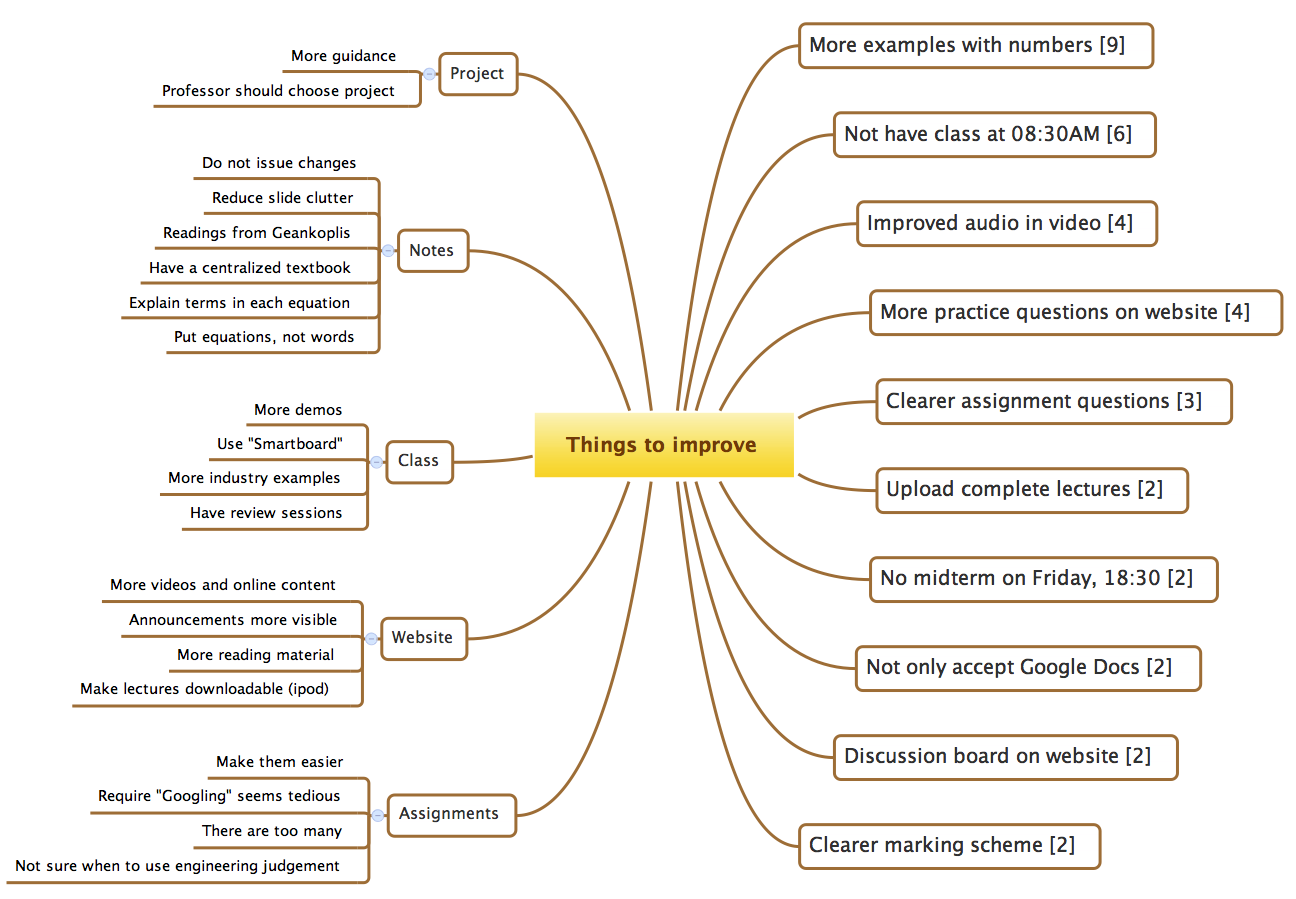 Things to improve
Project
More guidance
Professor should choose project
Notes
Do not issue changes
Reduce slide clutter
Readings from Geankoplis
Have a centralized textbook
Explain terms in each equation
Put equations, not words
Class
More demos
Use "Smartboard"
More industry examples
Have review sessions
Website
More videos and online content
Announcements more visible
More reading material
Make lectures downloadable (ipod)
Assignments
Make them easier
Require "Googling" seems tedious
There are too many
Not sure when to use engineering judgement
More examples with numbers [9]
Not have class at 08:30AM [6]
Improved audio in video [4]
More practice questions on website [4]
Clearer assignment questions [3]
Upload complete lectures [2]
No midterm on Friday, 18:30 [2]
Not only accept Google Docs [2]
Discussion board on website [2]
Clearer marking scheme [2]